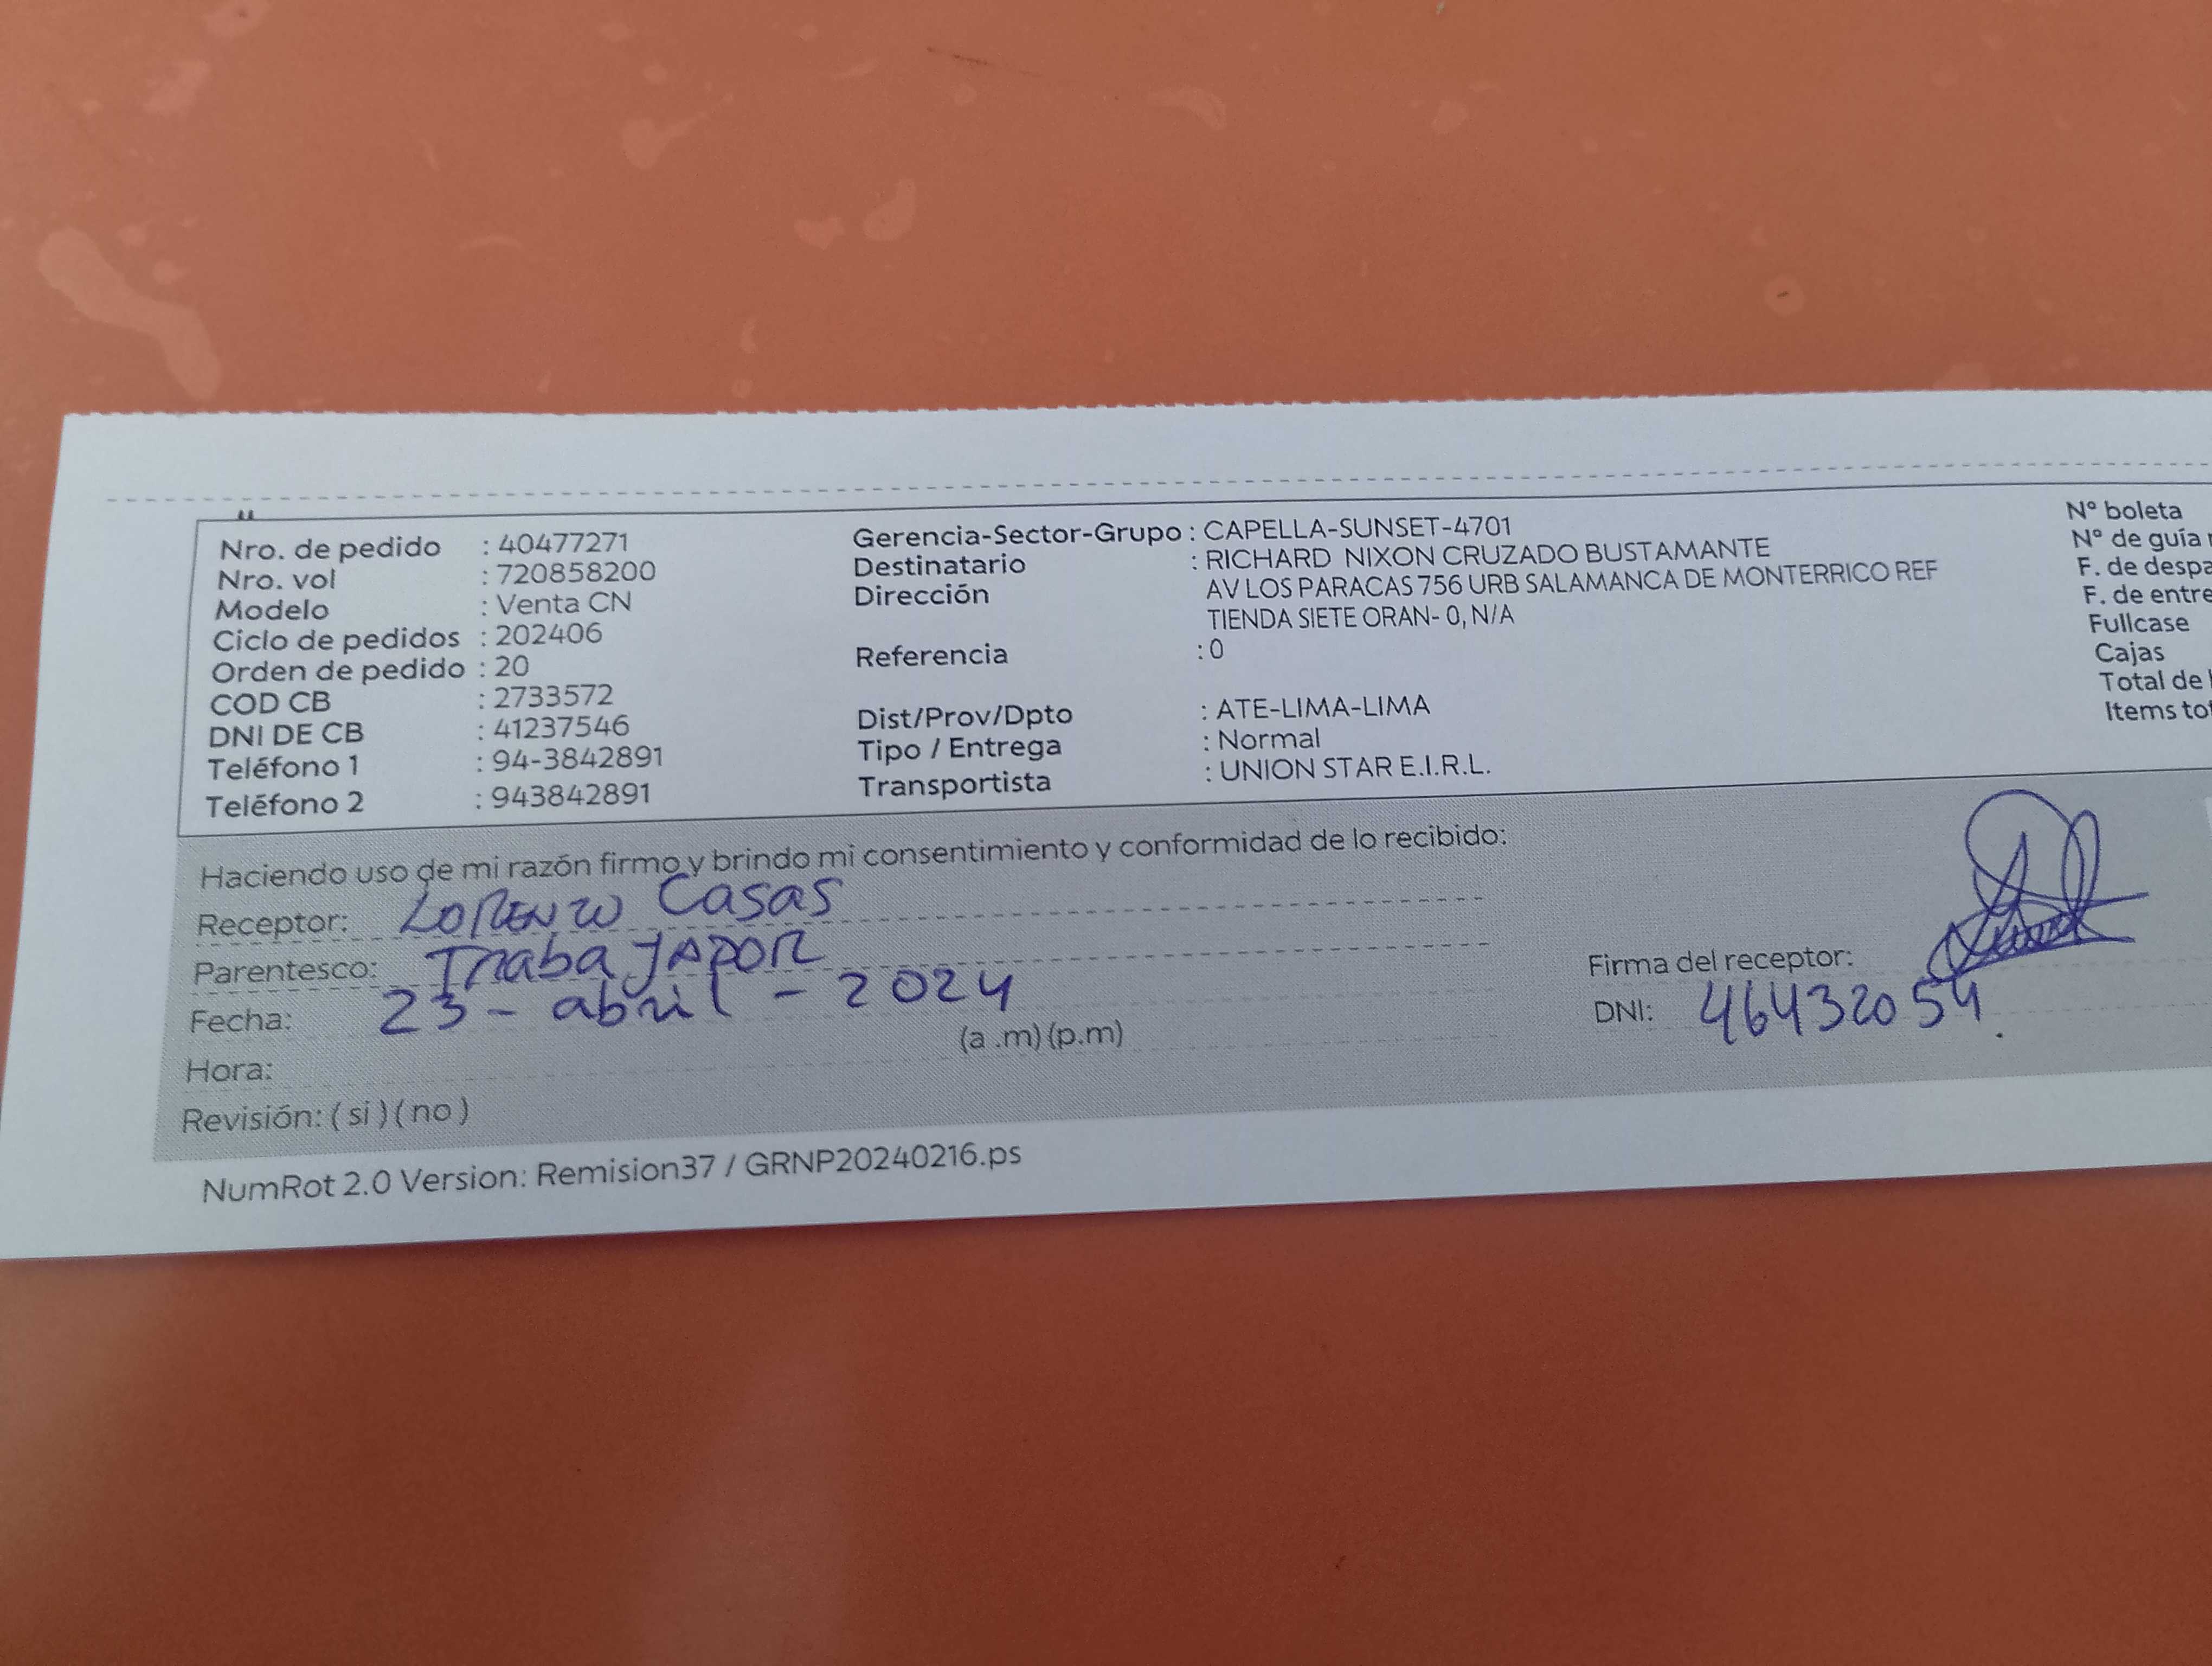 Nro. de pedido : 40477271
Nro. vol : 720858200
Modelo : Venta CN
Ciclo de pedidos : 202406
Orden de pedido : 20
COD CB : 2733572
DNI DE CB : 41237546
Teléfono 1 : 94-3842891
Teléfono 2 : 943842891
Gerencia-Sector-Grupo : CAPELLA-SUNSET-4701
Destinatario : RICHARD NIXON CRUZADO BUSTAMANTE
Dirección AV LOS PARACAS 756 URB SALAMANCA DE MONTERRICO REF
TIENDA SIETE ORAN- 0, N/A
Referencia : 0
Dist/Prov/Dpto : ATE-LIMA-LIMA
Tipo / Entrega : Normal
Transportista : UNION STAR E.I.R.L.
N° boleta
N° de guía
F. de despa
F. de entre
Fullcase
Cajas
Total de
Items to
Haciendo uso de mi razón firmo y brindo mi consentimiento y conformidad de lo recibido:
Receptor: LORENZO Casas
Parentesco: TrabaJADOR
Fecha: 23 - abril - 2024
Hora: (a .m) (p.m)
Revisión: ( si ) ( no )
Firma del receptor:
DNI: 46432054.
NumRot 2.0 Version: Remision37 / GRNP20240216.ps